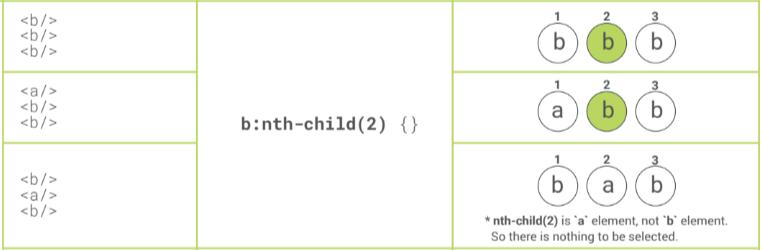 <b/>
<b/>
<b/>
1 2 3
b b b
<a/>
<b/>
<b/>
b:nth-child(2) {}
1 2 3
a b b
<b/>
<a/>
<b/>
1 2 3
b a b
* nth-child(2) is `a` element, not `b` element.
So there is nothing to be selected.